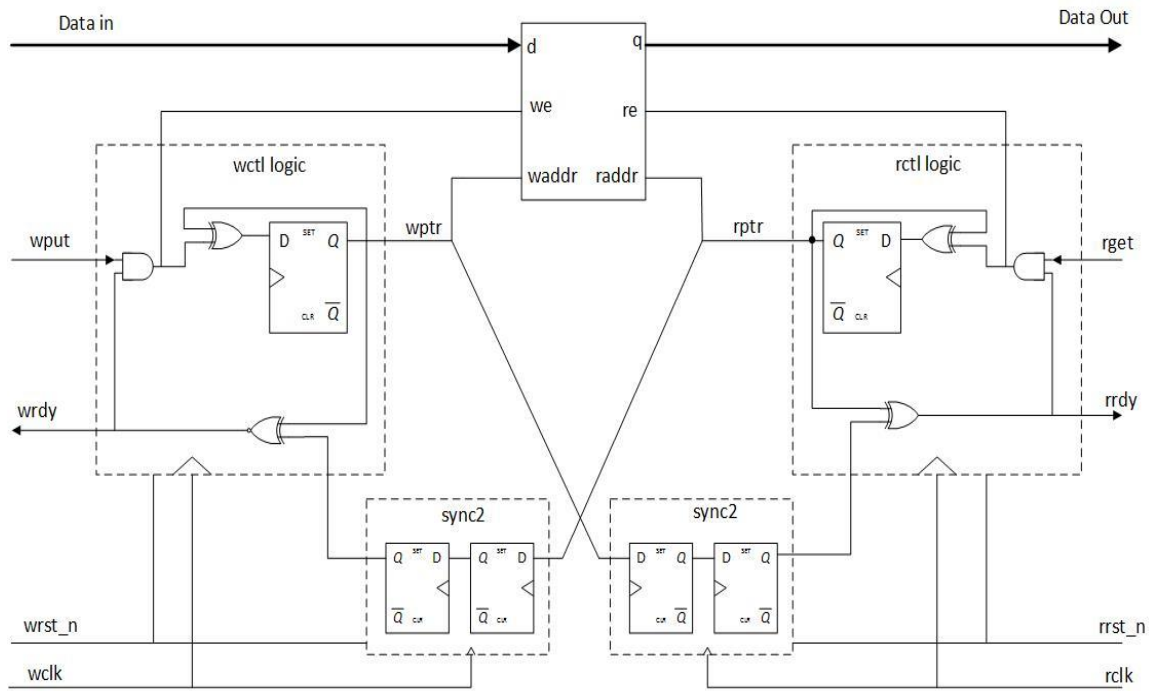 Data in
Data Out
d
q
we
re
wctl logic
rctl logic
waddr
raddr
wput
wptr
rptr
rget
D SET Q
Q SET D
CLR Q
Q CLR
wrdy
rrdy
sync2
sync2
Q SET D
Q SET D
D SET Q
D SET Q
Q CLR
Q CLR
CLR Q
CLR Q
wrst_n
rrst_n
wclk
rclk